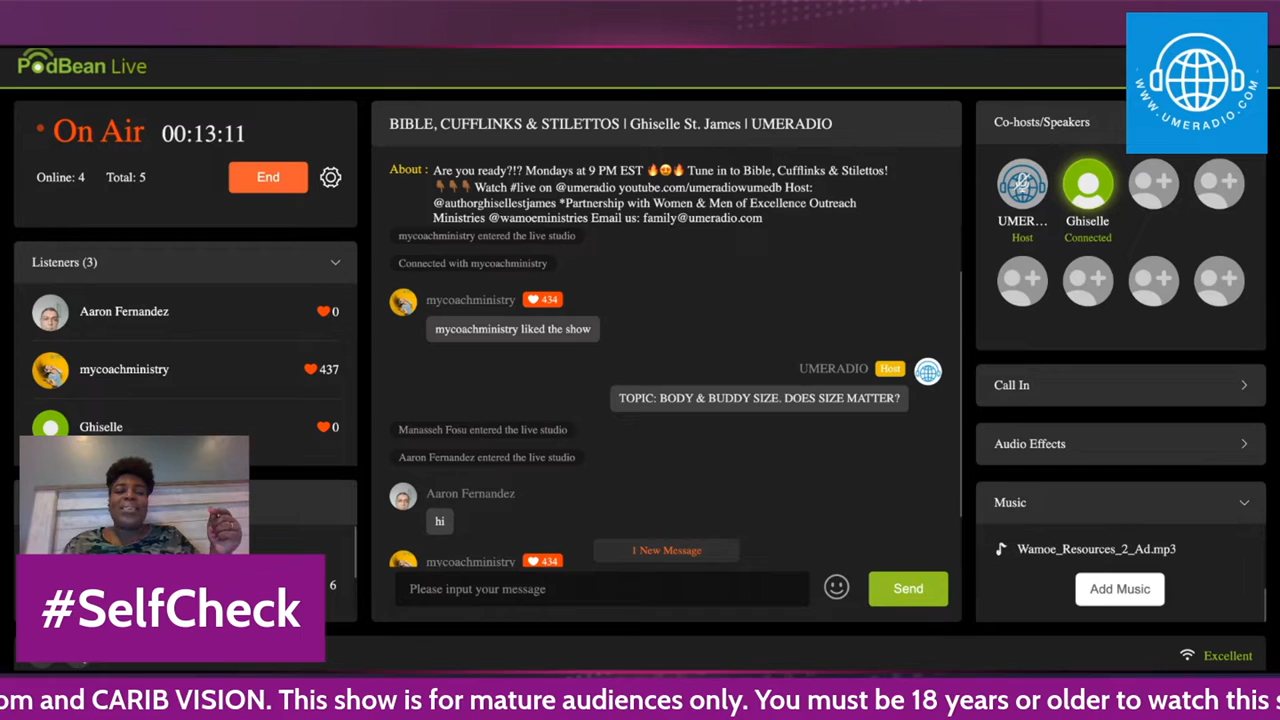 PodBean Live
WWW.UMERADIO.COM
On Air 00:13:11
Online: 4 Total: 5 End
Listeners (3)
Aaron Fernandez 0
mycoachministry 437
Ghiselle 0
6
#SelfCheck
BIBLE, CUFFLINKS & STILETTOS | Ghiselle St. James | UMERADIO
About : Are you ready?!? Mondays at 9 PM EST 🔥😍🔥 Tune in to Bible, Cufflinks & Stilettos!
👇🏾👇🏾👇🏾 Watch #live on @umeradio youtube.com/umeradiowumedb Host:
@authorghisellestjames *Partnership with Women & Men of Excellence Outreach
Ministries @wamoeministries Email us: family@umeradio.com
mycoachministry entered the live studio
Connected with mycoachministry
mycoachministry 434
mycoachministry liked the show
UMERADIO Host
TOPIC: BODY & BUDDY SIZE. DOES SIZE MATTER?
Manasseh Fosu entered the live studio
Aaron Fernandez entered the live studio
Aaron Fernandez
hi
1 New Message
mycoachministry 434
Please input your message Send
Co-hosts/Speakers
UMER... Ghiselle
Host Connected
Call In
Audio Effects
Music
Wamoe_Resources_2_Ad.mp3
Add Music
Excellent
om and CARIB VISION. This show is for mature audiences only. You must be 18 years or older to watch this s